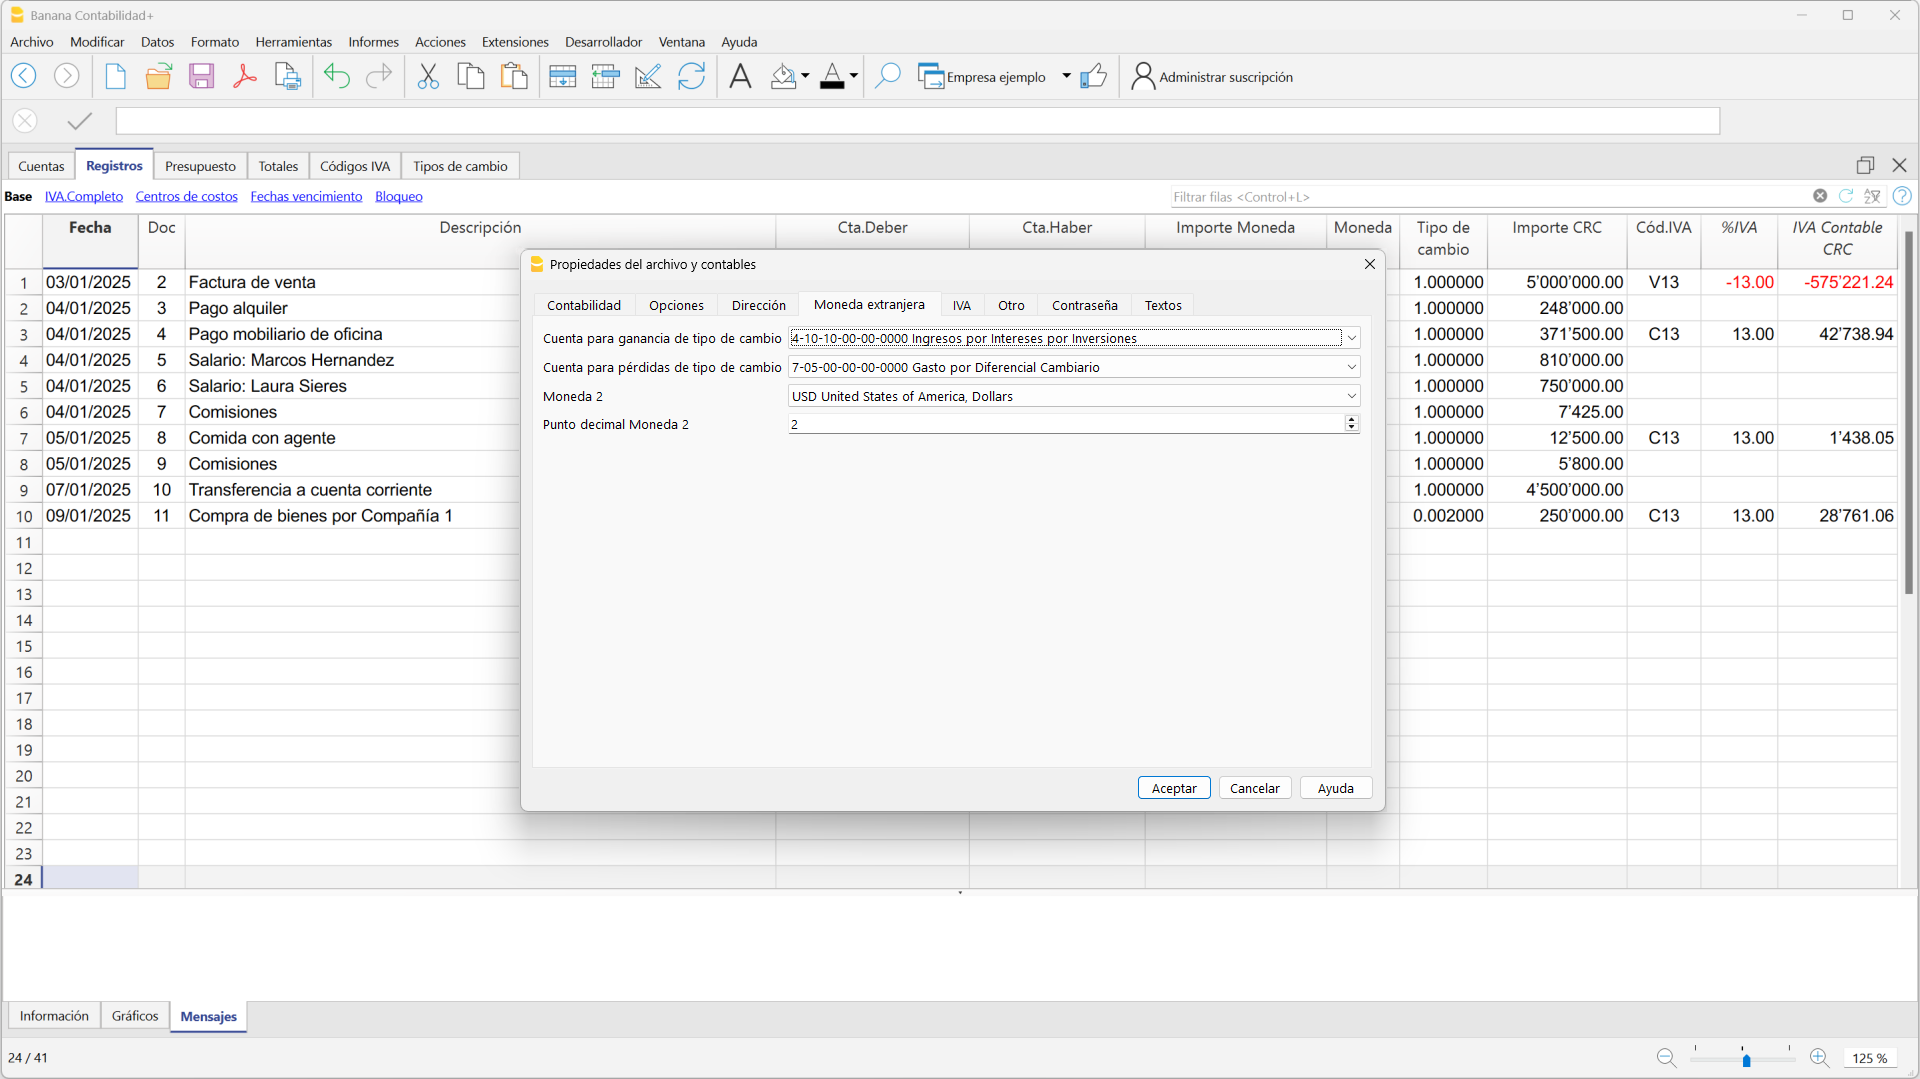 Banana Contabilidad+
Archivo Modificar Datos Formato Herramientas Informes Acciones Extensiones Desarrollador Ventana Ayuda
Empresa ejemplo Administrar suscripción
Cuentas Registros Presupuesto Totales Códigos IVA Tipos de cambio
Base IVA.Completo Centros de costos Fechas vencimiento Bloqueo Filtrar filas <Control+L>
Fecha Doc Descripción Cta.Deber Cta.Haber Importe Moneda Moneda Tipo de cambio Importe CRC Cód.IVA %IVA IVA Contable CRC
1 03/01/2025 2 Factura de venta 1.000000 5'000'000.00 V13 -13.00 -575'221.24
2 04/01/2025 3 Pago alquiler 1.000000 248'000.00
3 04/01/2025 4 Pago mobiliario de oficina 1.000000 371'500.00 C13 13.00 42'738.94
4 04/01/2025 5 Salario: Marcos Hernandez 1.000000 810'000.00
5 04/01/2025 6 Salario: Laura Sieres 1.000000 750'000.00
6 04/01/2025 7 Comisiones 1.000000 7'425.00
7 05/01/2025 8 Comida con agente 1.000000 12'500.00 C13 13.00 1'438.05
8 05/01/2025 9 Comisiones 1.000000 5'800.00
9 07/01/2025 10 Transferencia a cuenta corriente 1.000000 4'500'000.00
10 09/01/2025 11 Compra de bienes por Compañía 1 0.002000 250'000.00 C13 13.00 28'761.06
11
12
13
14
15
16
17
18
19
20
21
22
23
24
Propiedades del archivo y contables
Contabilidad Opciones Dirección Moneda extranjera IVA Otro Contraseña Textos
Cuenta para ganancia de tipo de cambio 4-10-10-00-00-0000 Ingresos por Intereses por Inversiones
Cuenta para pérdidas de tipo de cambio 7-05-00-00-00-0000 Gasto por Diferencial Cambiario
Moneda 2 USD United States of America, Dollars
Punto decimal Moneda 2 2
Aceptar Cancelar Ayuda
Información Gráficos Mensajes
24 / 41 125 %